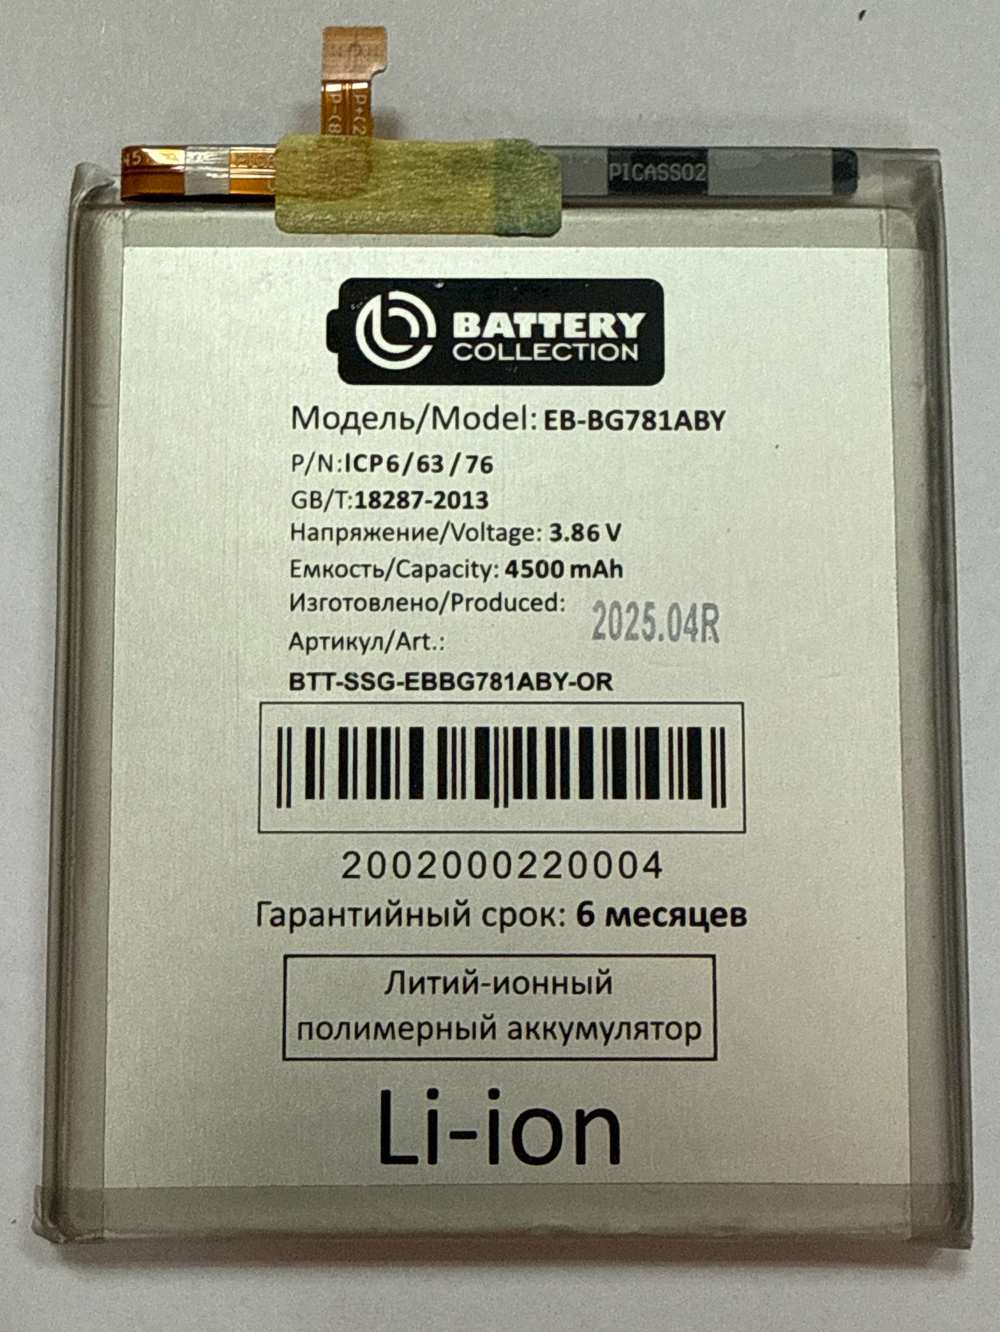 P-(B
P+(2
PICASSO2
BATTERY
COLLECTION
Модель/Model: EB-BG781ABY
P/N:ICP6/63/76
GB/T:18287-2013
Напряжение/Voltage: 3.86 V
Емкость/Capacity: 4500 mAh
Изготовлено/Produced: 2025.04R
Артикул/Art.:
BTT-SSG-EBBG781ABY-OR
2002000220004
Гарантийный срок: 6 месяцев
Литий-ионный
полимерный аккумулятор
Li-ion